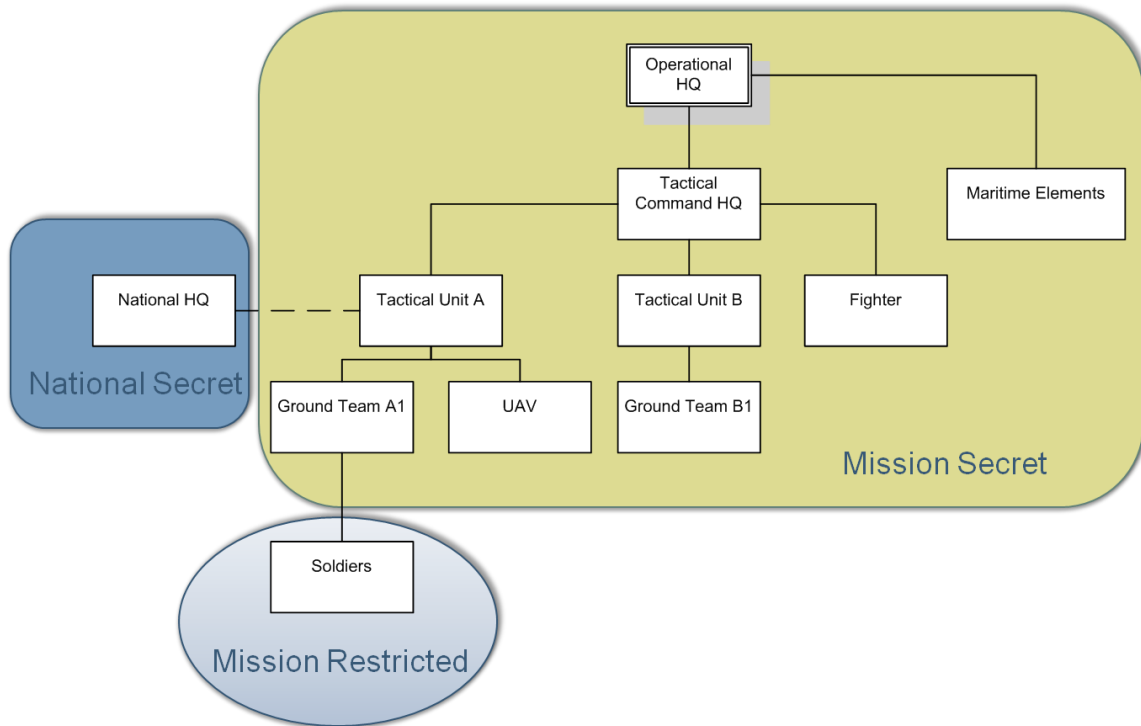 Operational
HQ
Tactical
Command HQ
Maritime Elements
National HQ
Tactical Unit A
Tactical Unit B
Fighter
National Secret
Ground Team A1
UAV
Ground Team B1
Mission Secret
Soldiers
Mission Restricted